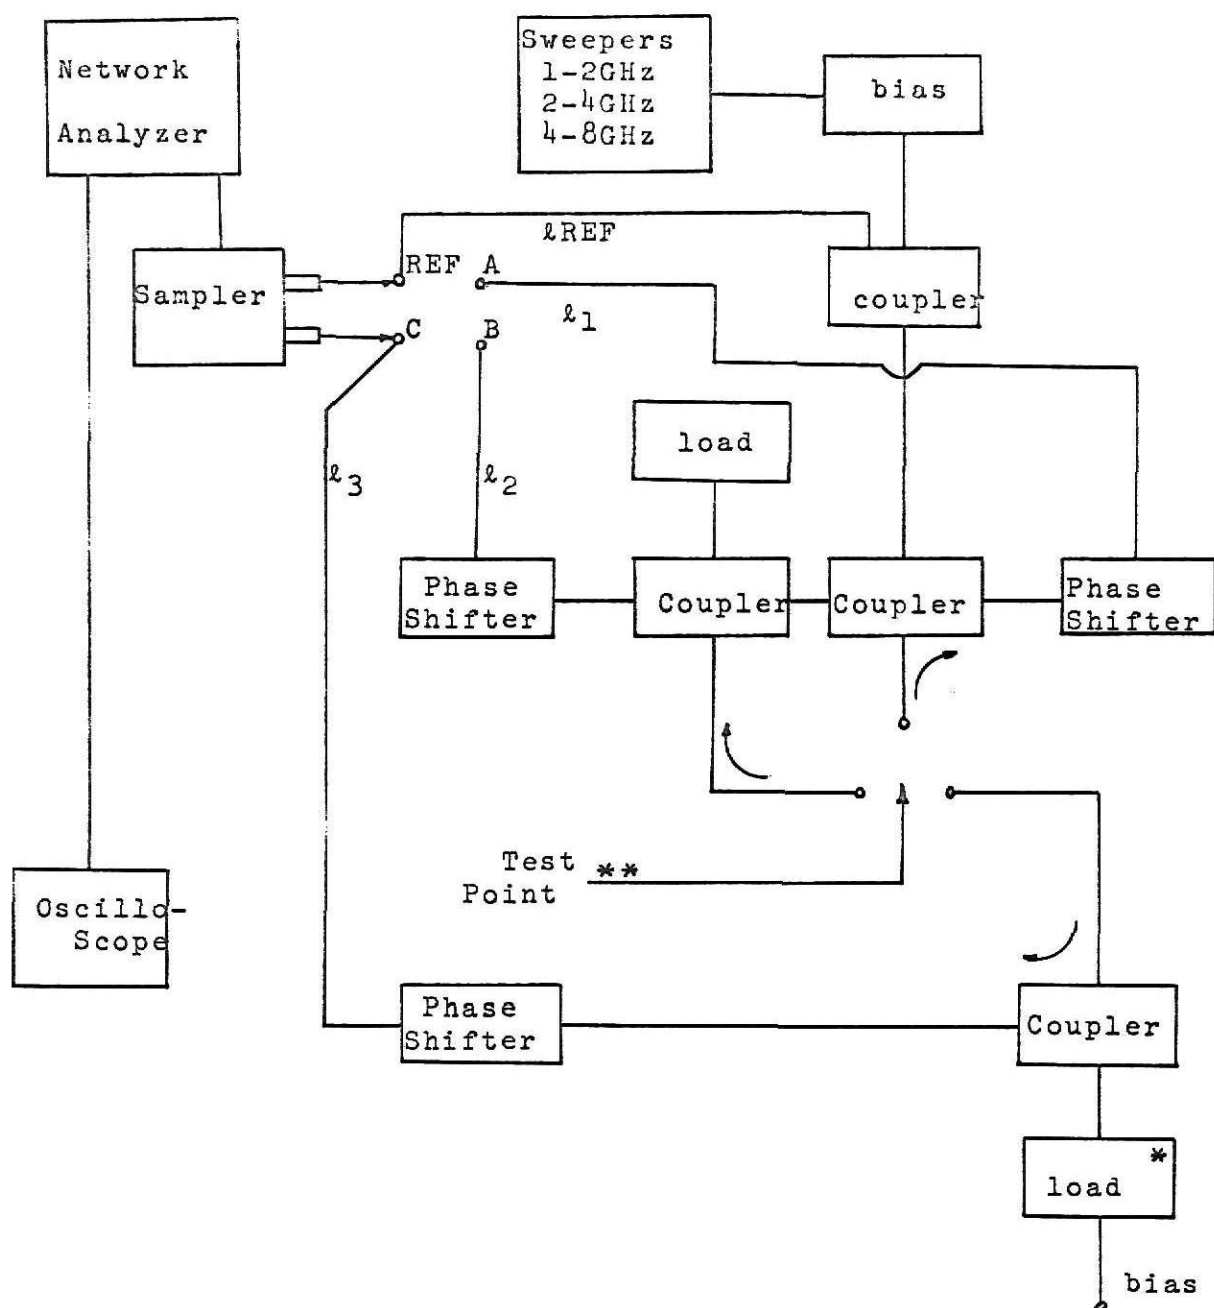 Network
Analyzer
Sweepers
1-2GHz
2-4GHz
4-8GHz
bias
ℓREF
REF A
Sampler
coupler
ℓ1
C B
load
ℓ3
ℓ2
Phase
Shifter
Coupler
Coupler
Phase
Shifter
Test **
Point
Oscillo-
Scope
Phase
Shifter
Coupler
load *
bias